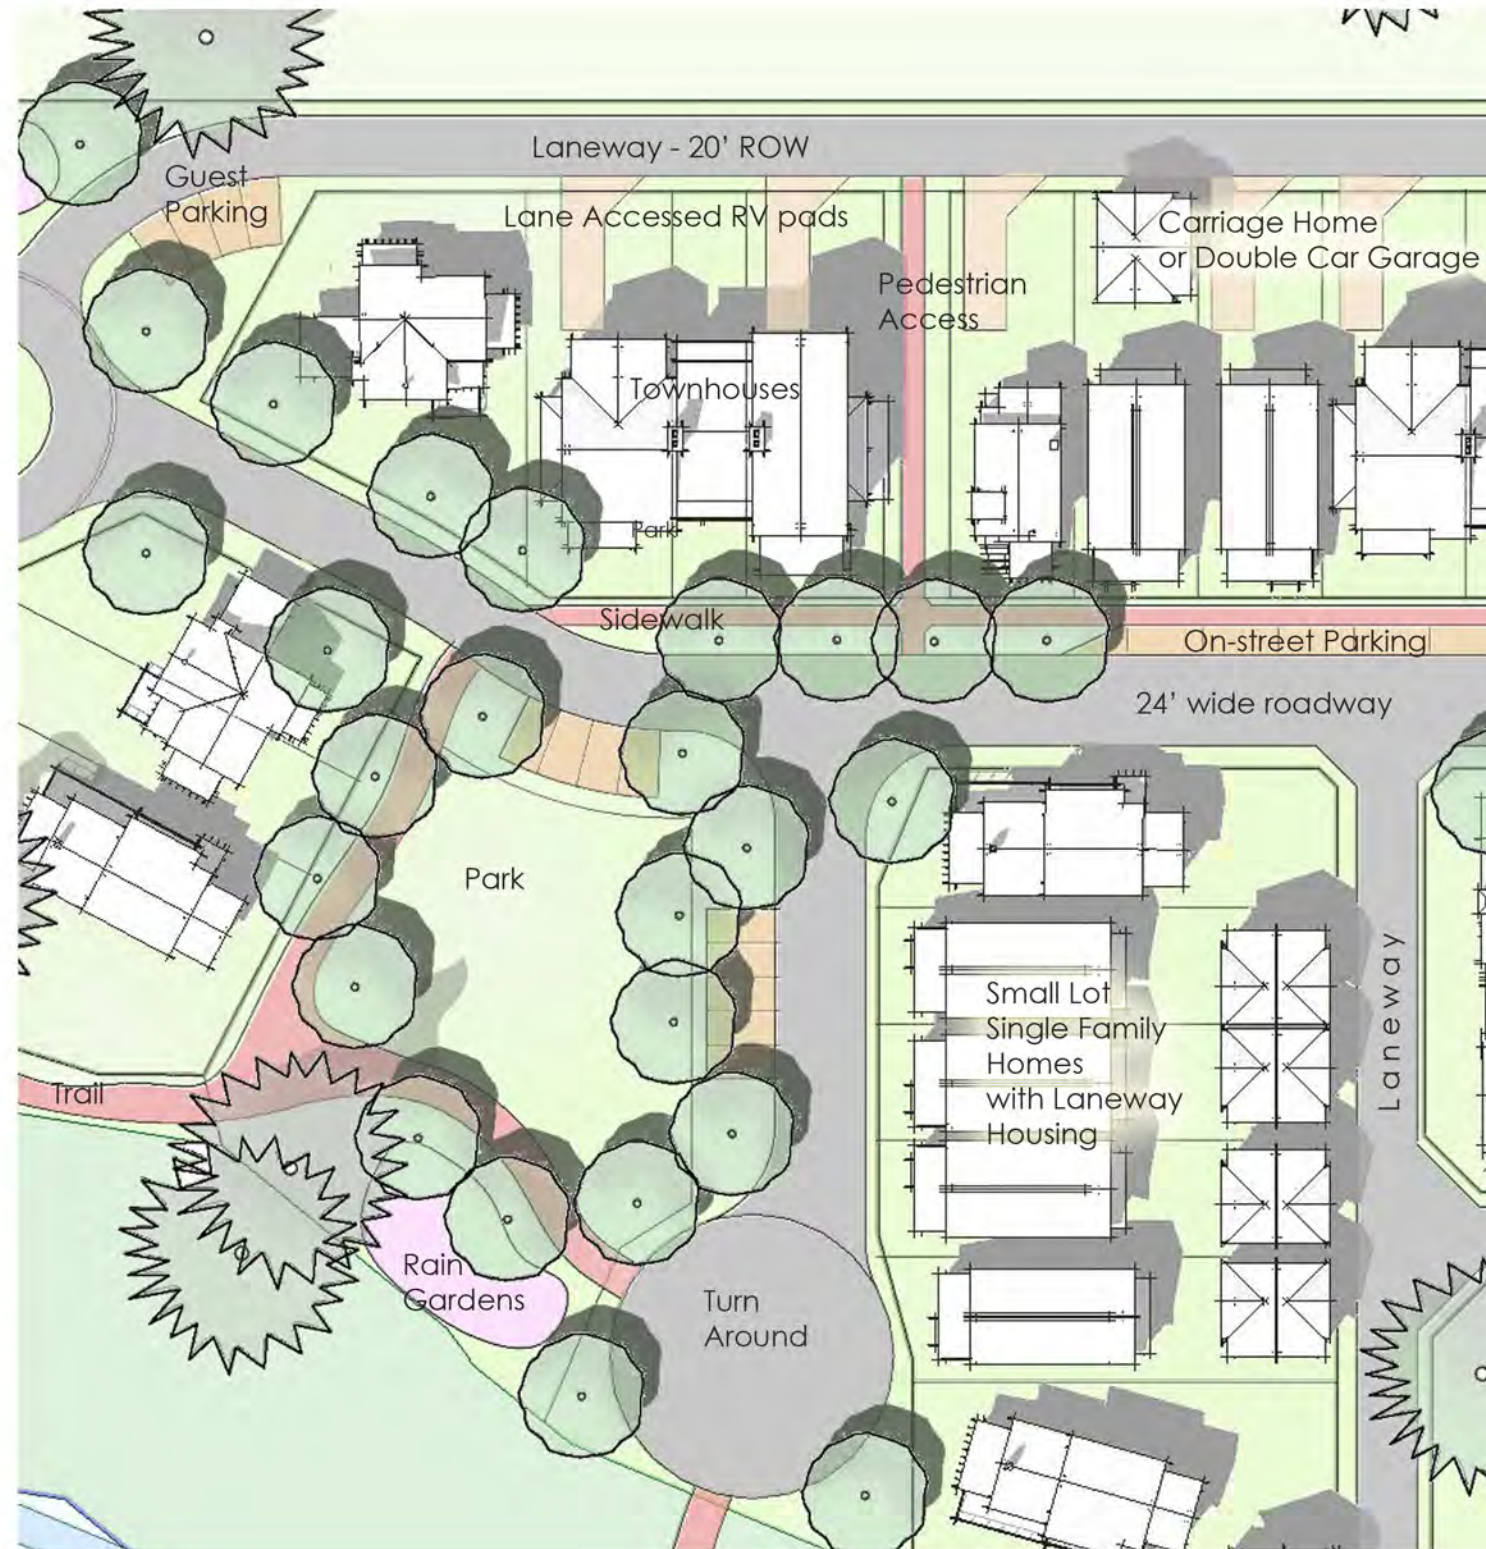 Laneway - 20' ROW
Guest
Parking
Lane Accessed RV pads
Carriage Home
or Double Car Garage
Pedestrian
Access
Townhouses
Park
Sidewalk
On-street Parking
24' wide roadway
Park
Small Lot
Single Family
Homes
with Laneway
Housing
Laneway
Trail
Rain
Gardens
Turn
Around